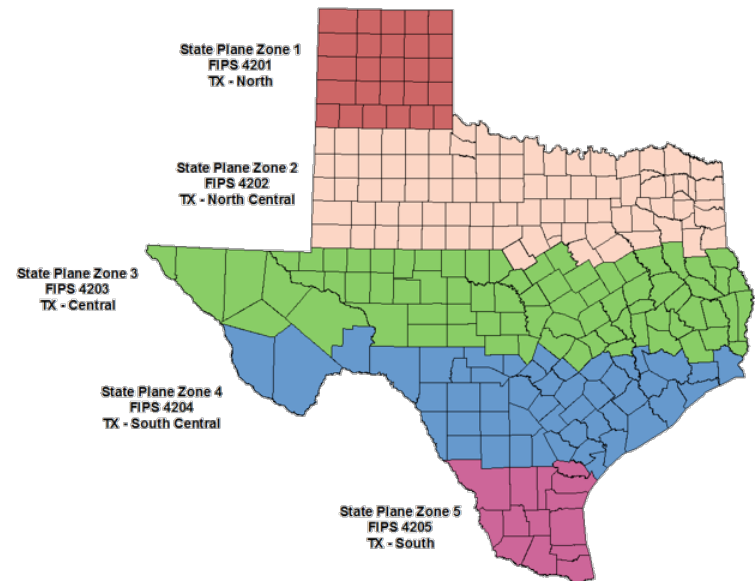 State Plane Zone 1
FIPS 4201
TX - North
State Plane Zone 2
FIPS 4202
TX - North Central
State Plane Zone 3
FIPS 4203
TX - Central
State Plane Zone 4
FIPS 4204
TX - South Central
State Plane Zone 5
FIPS 4205
TX - South